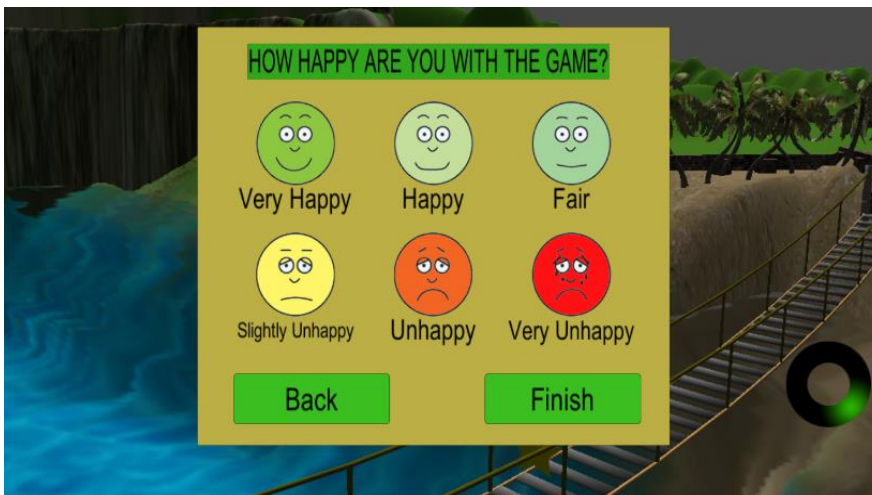 HOW HAPPY ARE YOU WITH THE GAME?
Very Happy
Happy
Fair
Slightly Unhappy
Unhappy
Very Unhappy
Back
Finish